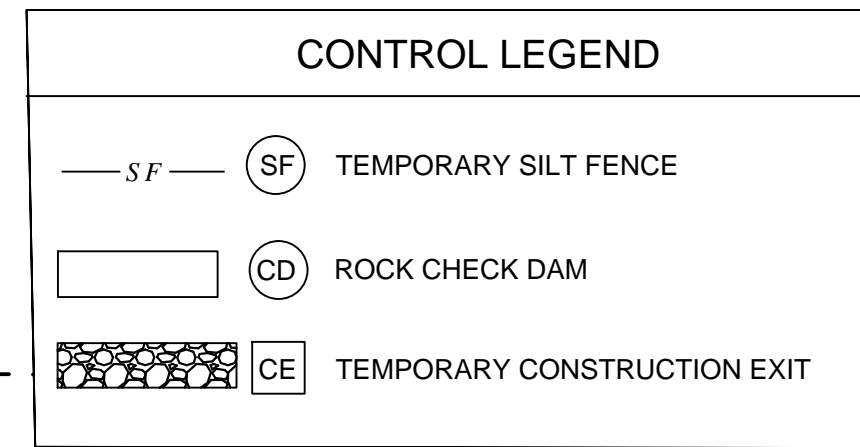 CONTROL LEGEND
SF SF TEMPORARY SILT FENCE
CD ROCK CHECK DAM
CE TEMPORARY CONSTRUCTION EXIT